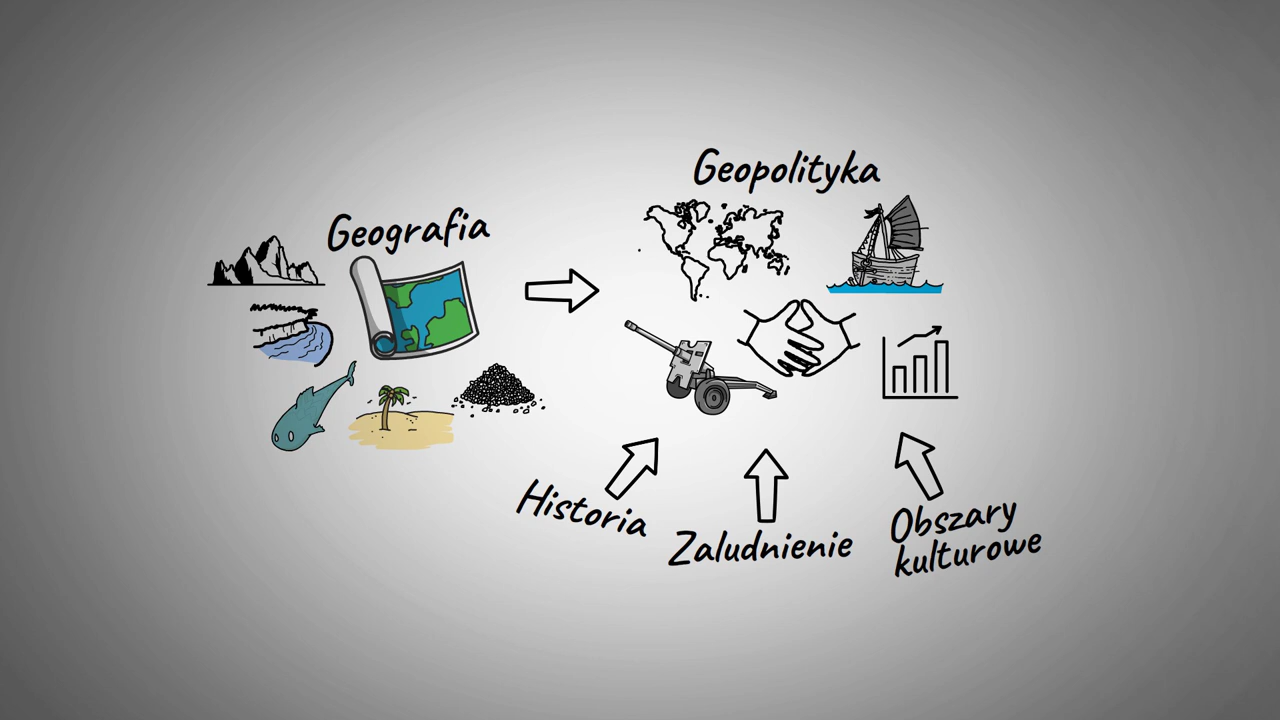 Geografia
Geopolityka
Historia
Zaludnienie
Obszary
kulturowe